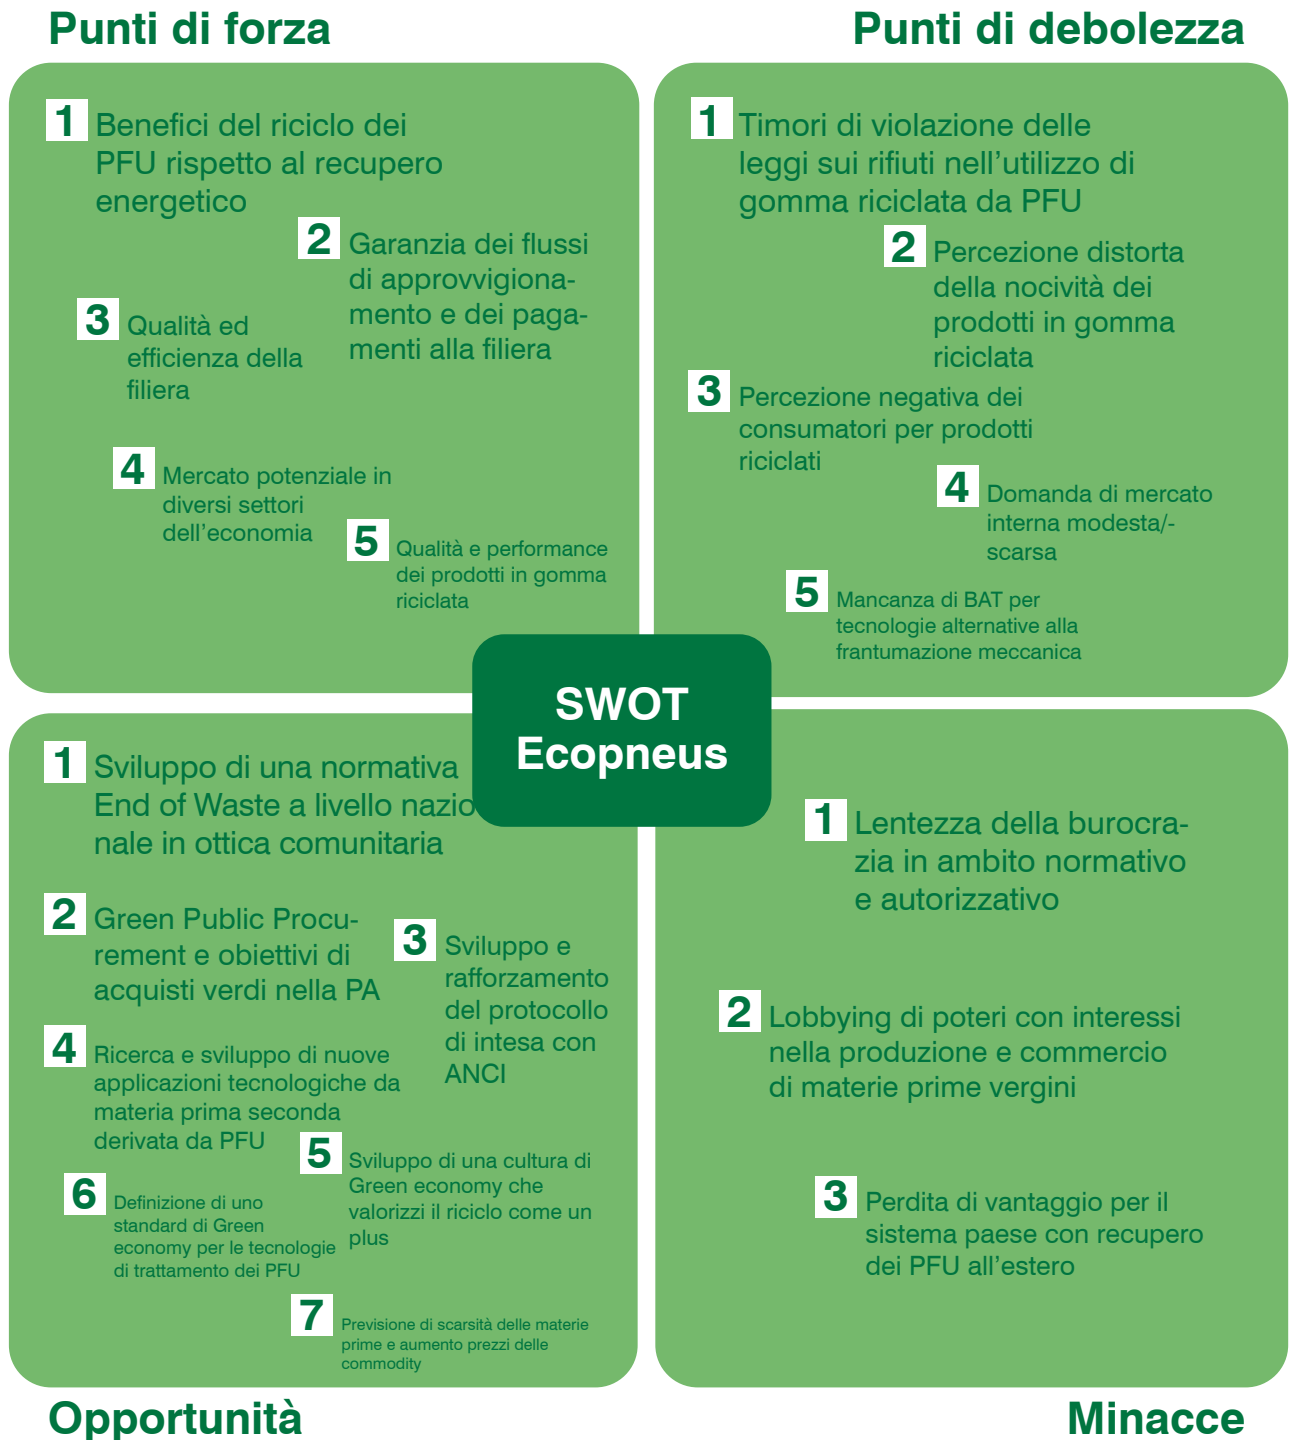 Punti di forza
1 Benefici del riciclo dei
PFU rispetto al recupero
energetico
2 Garanzia dei flussi
di approvvigiona-
mento e dei paga-
menti alla filiera
3 Qualità ed
efficienza della
filiera
4 Mercato potenziale in
diversi settori
dell'economia
5 Qualità e performance
dei prodotti in gomma
riciclata
Punti di debolezza
1 Timori di violazione delle
leggi sui rifiuti nell'utilizzo di
gomma riciclata da PFU
2 Percezione distorta
della nocività dei
prodotti in gomma
riciclata
3 Percezione negativa dei
consumatori per prodotti
riciclati
4 Domanda di mercato
interna modesta/-
scarsa
5 Mancanza di BAT per
tecnologie alternative alla
frantumazione meccanica
SWOT
Ecopneus
1 Sviluppo di una normativa
End of Waste a livello nazio
nale in ottica comunitaria
2 Green Public Procu-
rement e obiettivi di
acquisti verdi nella PA
3 Sviluppo e
rafforzamento
del protocollo
di intesa con
ANCI
4 Ricerca e sviluppo di nuove
applicazioni tecnologiche da
materia prima seconda
derivata da PFU
5 Sviluppo di una cultura di
Green economy che
valorizzi il riciclo come un
plus
6 Definizione di uno
standard di Green
economy per le tecnologie
di trattamento dei PFU
7 Previsione di scarsità delle materie
prime e aumento prezzi delle
commodity
Opportunità
1 Lentezza della burocra-
zia in ambito normativo
e autorizzativo
2 Lobbying di poteri con interessi
nella produzione e commercio
di materie prime vergini
3 Perdita di vantaggio per il
sistema paese con recupero
dei PFU all'estero
Minacce